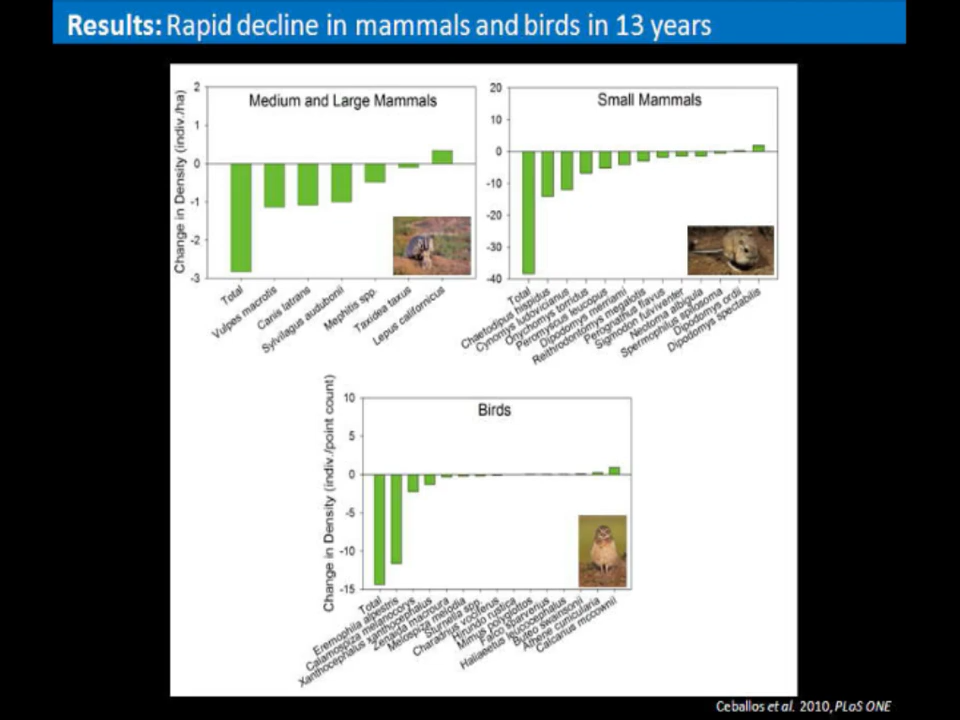 Results: Rapid decline in mammals and birds in 13 years
Medium and Large Mammals
Change in Density (indiv./ha)
2
1
0
-1
-2
-3
Total
Vulpes macrotis
Canis latrans
Sylvilagus audubonii
Mephitis spp.
Taxidea taxus
Lepus californicus
Small Mammals
20
10
0
-10
-20
-30
-40
Total
Chaetodipus hispidus
Cynomys ludovicianus
Onychomys torridus
Peromyscus leucopus
Dipodomys merriami
Reithrodontomys megalotis
Perognathus flavus
Sigmodon fulviventer
Neotoma albigula
Spermophilus spilosoma
Dipodomys ordii
Dipodomys spectabilis
Birds
Change in Density (indiv./point count)
10
5
0
-5
-10
-15
Total
Eremophila alpestris
Calamospiza melanocorys
Xanthocephalus xanthocephalus
Zenaida macroura
Melospiza melodia
Sturnella spp.
Charadrius vociferus
Hirundo rustica
Mimus polyglottos
Falco sparverius
Haliaeetus leucocephalus
Buteo swainsoni
Athene cunicularia
Calcarius mccownii
Ceballos et al. 2010, PLoS ONE